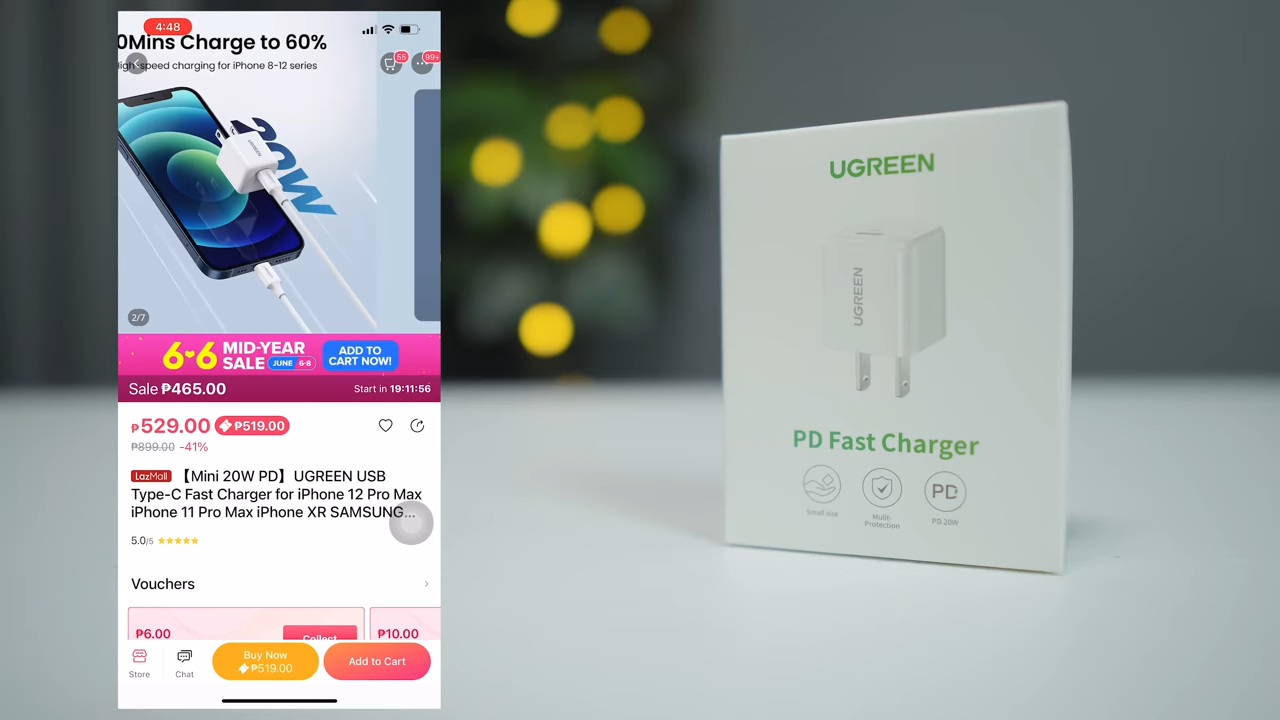 4:48
0Mins Charge to 60%
speed charging for iPhone 8-12 series
55
99+
20W
UGREEN
2/7
6.6 MID-YEAR SALE
JUNE 6-8
ADD TO CART NOW!
Sale ₱465.00
Start in 19:11:56
₱529.00
₱519.00
₱899.00 -41%
LazMall 【Mini 20W PD】UGREEN USB
Type-C Fast Charger for iPhone 12 Pro Max
iPhone 11 Pro Max iPhone XR SAMSUNG...
5.0/5
Vouchers
₱6.00
Collect
₱10.00
Store
Chat
Buy Now
₱519.00
Add to Cart
UGREEN
UGREEN
PD Fast Charger
PD
Small size
Mulit-
Protection
PD 20W